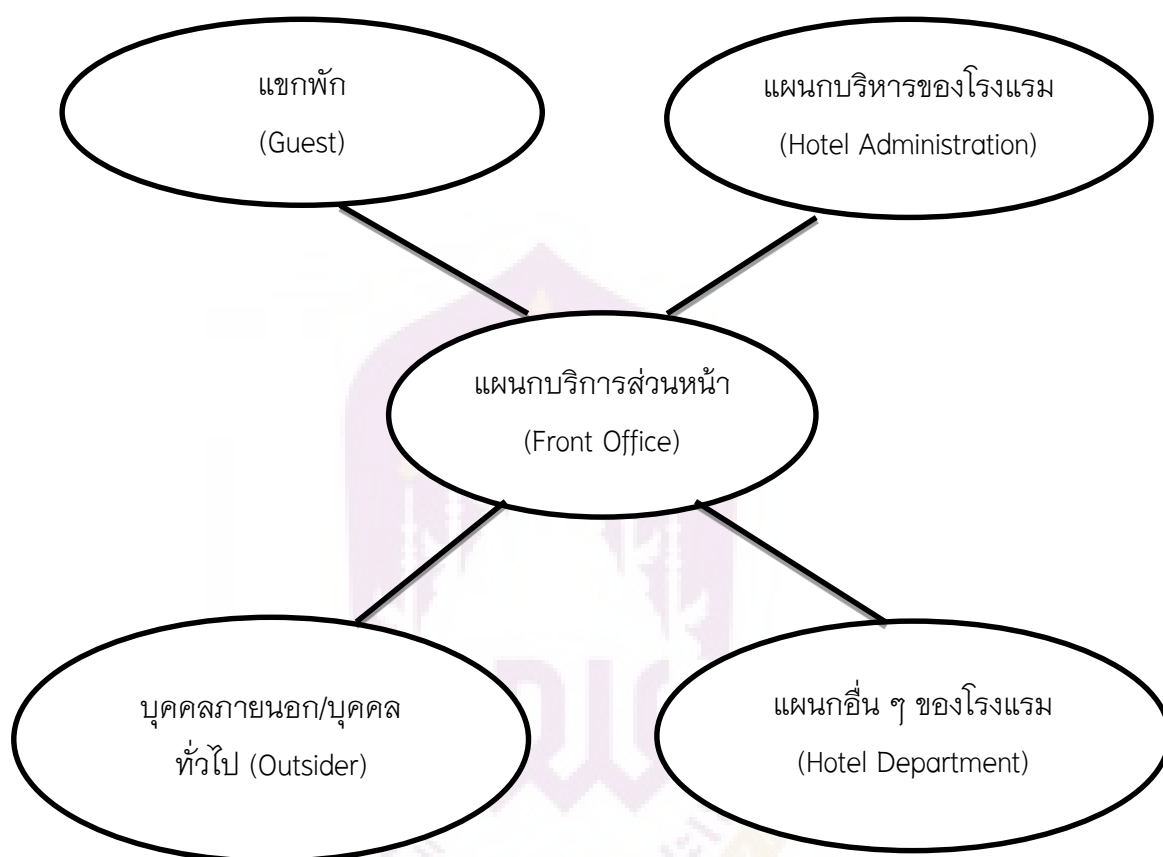 แขกพัก
(Guest)
แผนกบริหารของโรงแรม
(Hotel Administration)
แผนกบริการส่วนหน้า
(Front Office)
บุคคลภายนอก/บุคคล
ทั่วไป (Outsider)
แผนกอื่น ๆ ของโรงแรม
(Hotel Department)